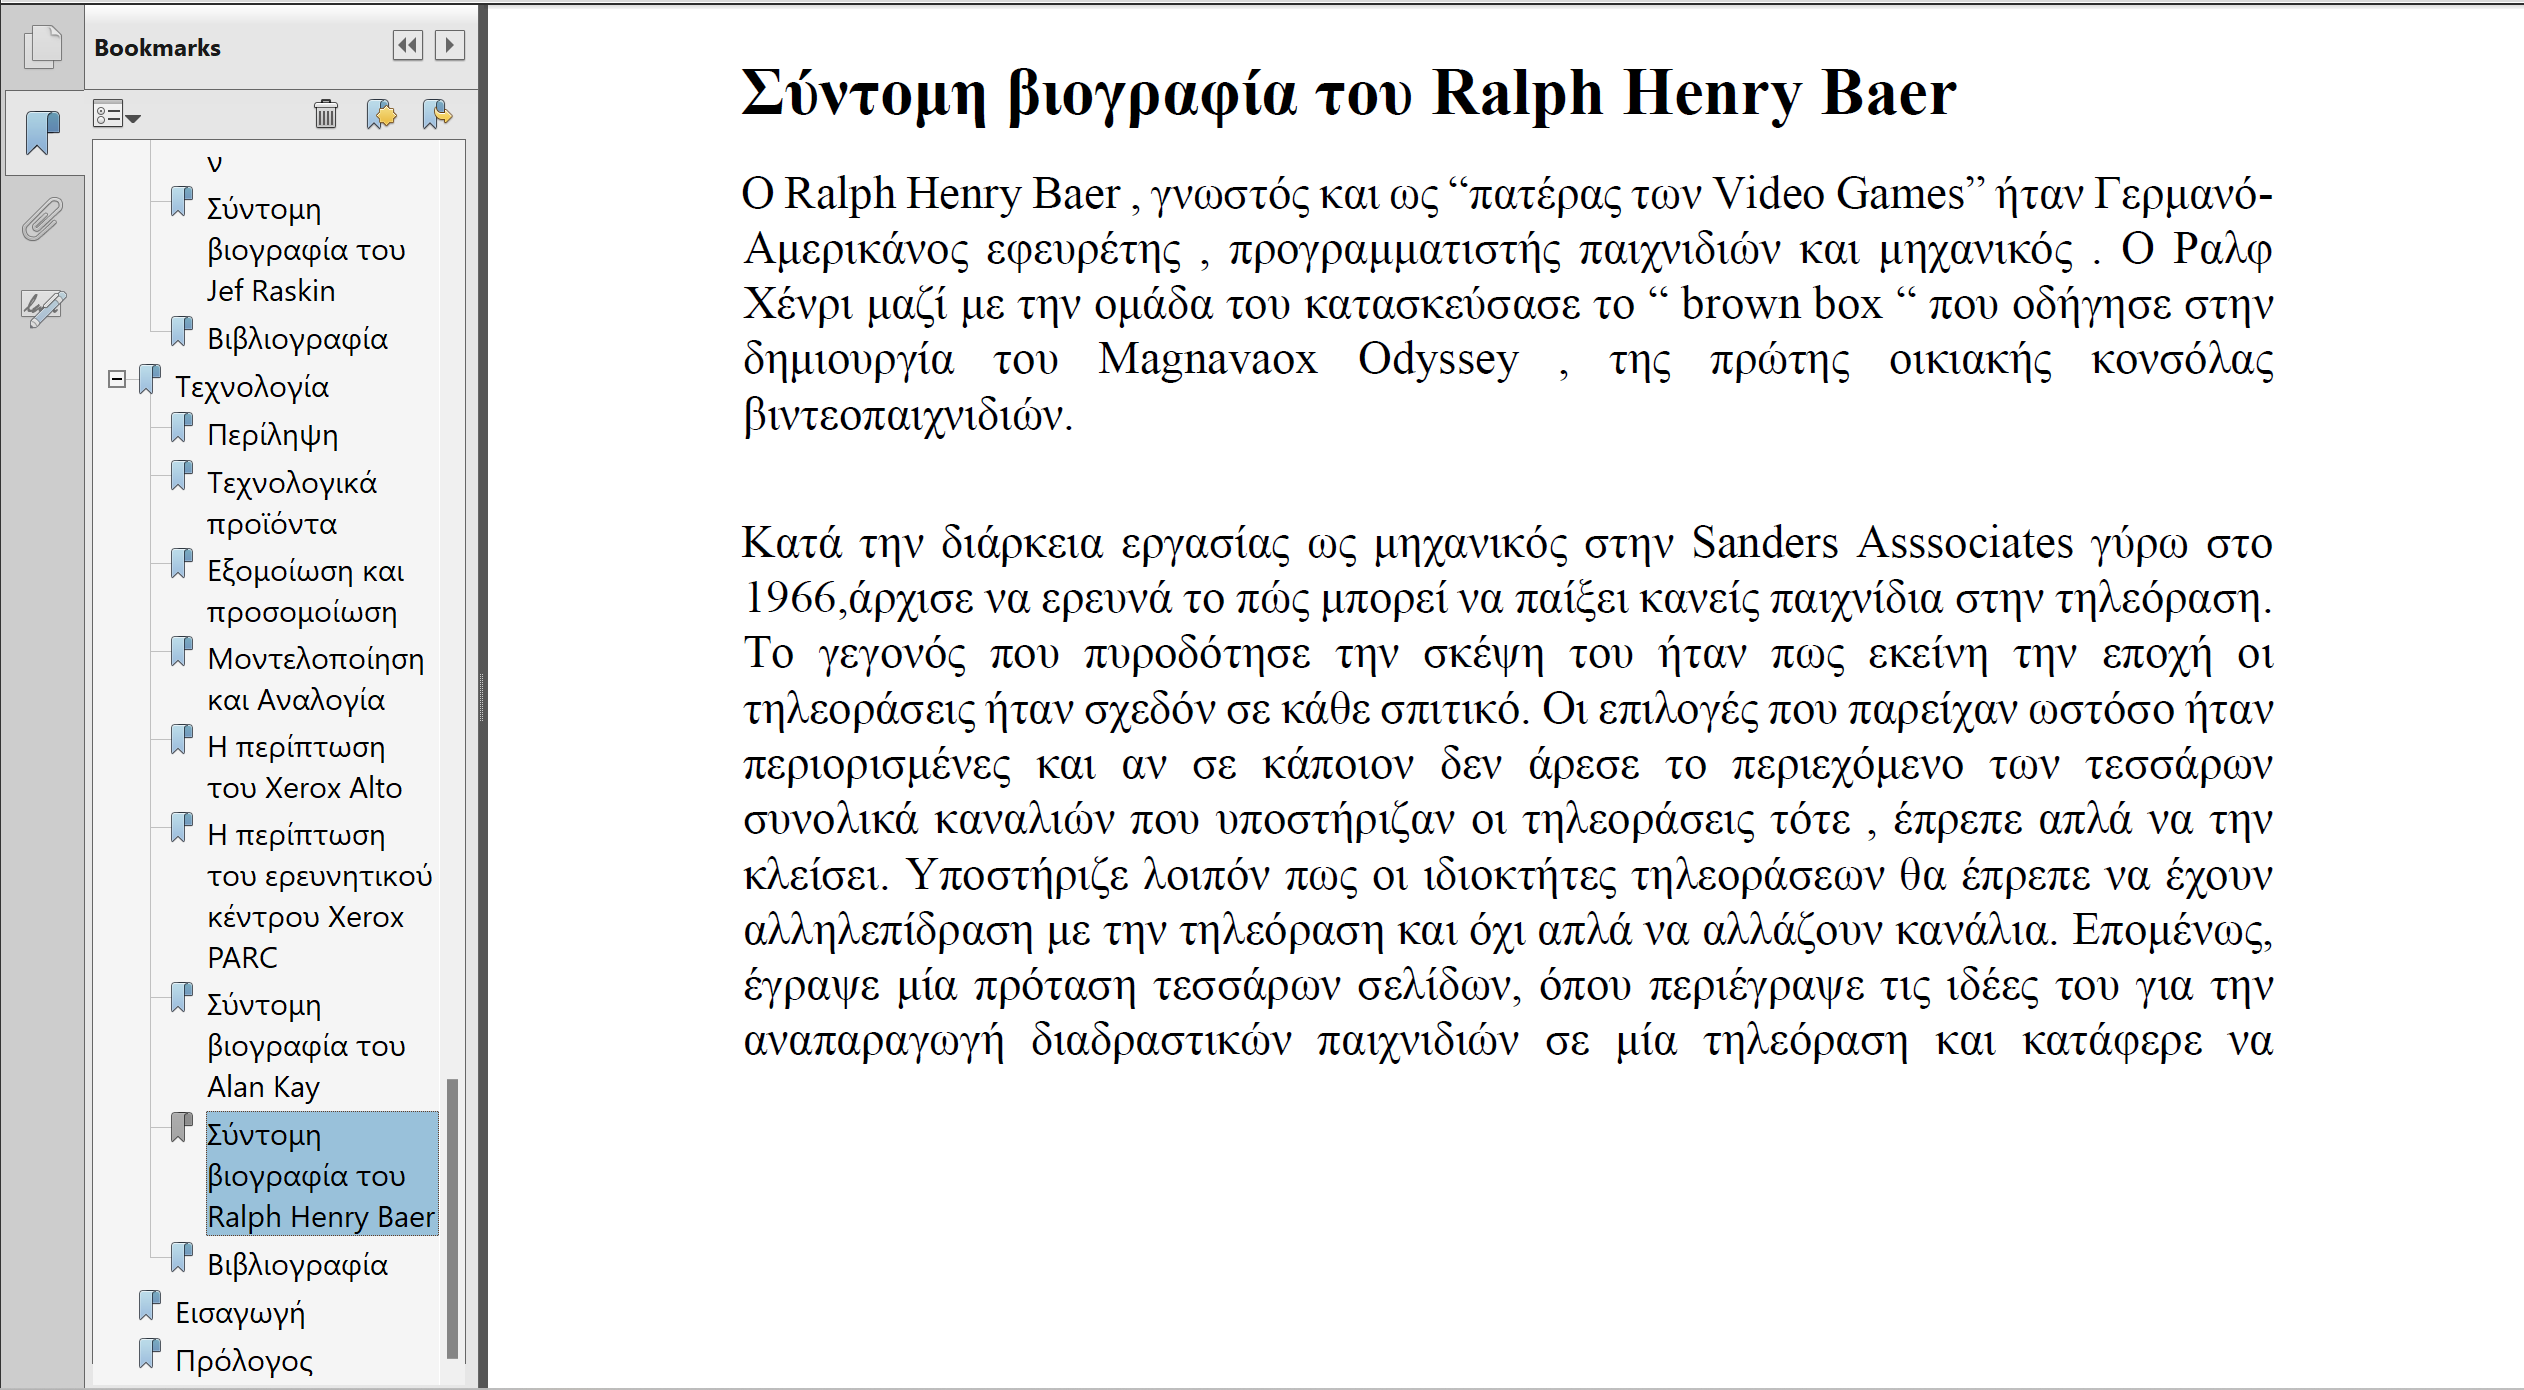 Bookmarks
ν
Σύντομη
βιογραφία του
Jef Raskin
Βιβλιογραφία
Τεχνολογία
Περίληψη
Τεχνολογικά
προϊόντα
Εξομοίωση και
προσομοίωση
Μοντελοποίηση
και Αναλογία
Η περίπτωση
του Xerox Alto
Η περίπτωση
του ερευνητικού
κέντρου Xerox
PARC
Σύντομη
βιογραφία του
Alan Kay
Σύντομη
βιογραφία του
Ralph Henry Baer
Βιβλιογραφία
Εισαγωγή
Πρόλογος
Σύντομη βιογραφία του Ralph Henry Baer
Ο Ralph Henry Baer , γνωστός και ως “πατέρας των Video Games” ήταν Γερμανό-
Αμερικάνος εφευρέτης , προγραμματιστής παιχνιδιών και μηχανικός . Ο Ραλφ
Χένρι μαζί με την ομάδα του κατασκεύσασε το “ brown box “ που οδήγησε στην
δημιουργία του Magnavaox Odyssey , της πρώτης οικιακής κονσόλας
βιντεοπαιχνιδιών.
Κατά την διάρκεια εργασίας ως μηχανικός στην Sanders Asssociates γύρω στο
1966,άρχισε να ερευνά το πώς μπορεί να παίξει κανείς παιχνίδια στην τηλεόραση.
Το γεγονός που πυροδότησε την σκέψη του ήταν πως εκείνη την εποχή οι
τηλεοράσεις ήταν σχεδόν σε κάθε σπιτικό. Οι επιλογές που παρείχαν ωστόσο ήταν
περιορισμένες και αν σε κάποιον δεν άρεσε το περιεχόμενο των τεσσάρων
συνολικά καναλιών που υποστήριζαν οι τηλεοράσεις τότε , έπρεπε απλά να την
κλείσει. Υποστήριζε λοιπόν πως οι ιδιοκτήτες τηλεοράσεων θα έπρεπε να έχουν
αλληλεπίδραση με την τηλεόραση και όχι απλά να αλλάζουν κανάλια. Επομένως,
έγραψε μία πρόταση τεσσάρων σελίδων, όπου περιέγραψε τις ιδέες του για την
αναπαραγωγή διαδραστικών παιχνιδιών σε μία τηλεόραση και κατάφερε να